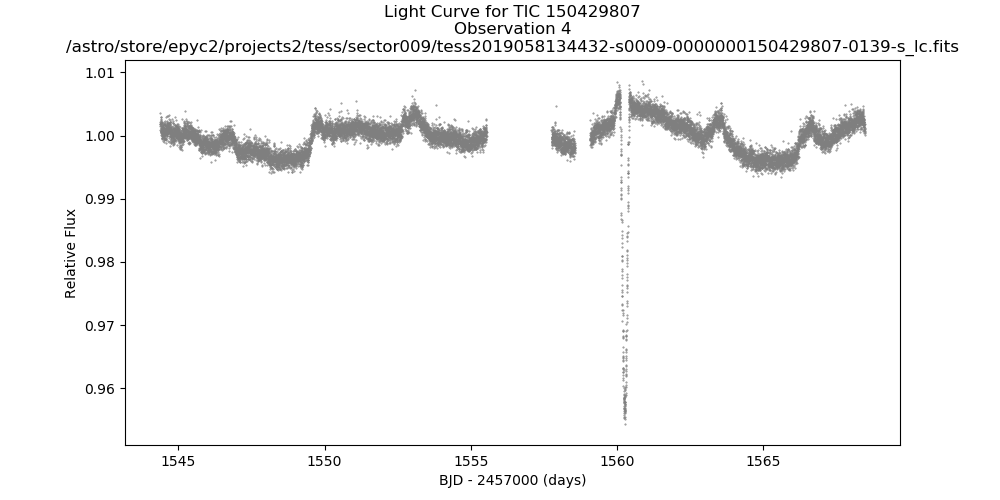 Light Curve for TIC 150429807
Observation 4
/astro/store/epyc2/projects2/tess/sector009/tess2019058134432-s0009-0000000150429807-0139-s_lc.fits
1.01
1.00
0.99
0.98
0.97
0.96
Relative Flux
1545
1550
1555
1560
1565
BJD - 2457000 (days)